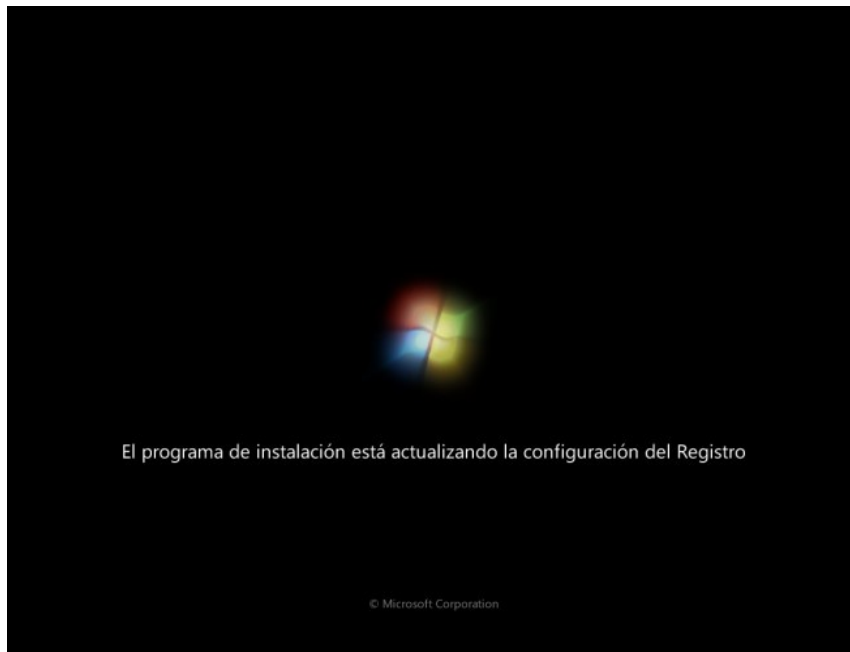 El programa de instalación está actualizando la configuración del Registro
© Microsoft Corporation